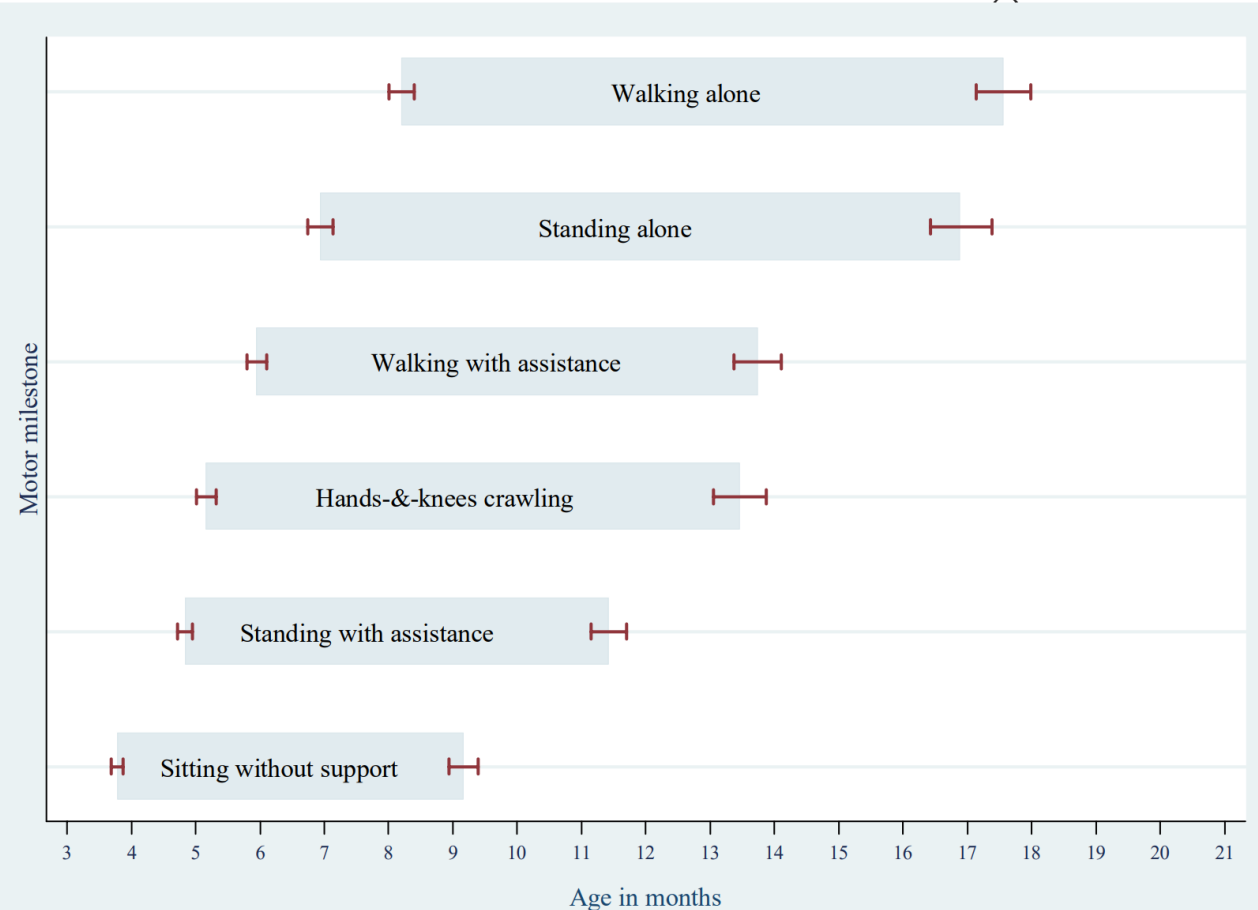 Walking alone
Standing alone
Walking with assistance
Motor milestone
Hands-&-knees crawling
Standing with assistance
Sitting without support
3 4 5 6 7 8 9 10 11 12 13 14 15 16 17 18 19 20 21
Age in months